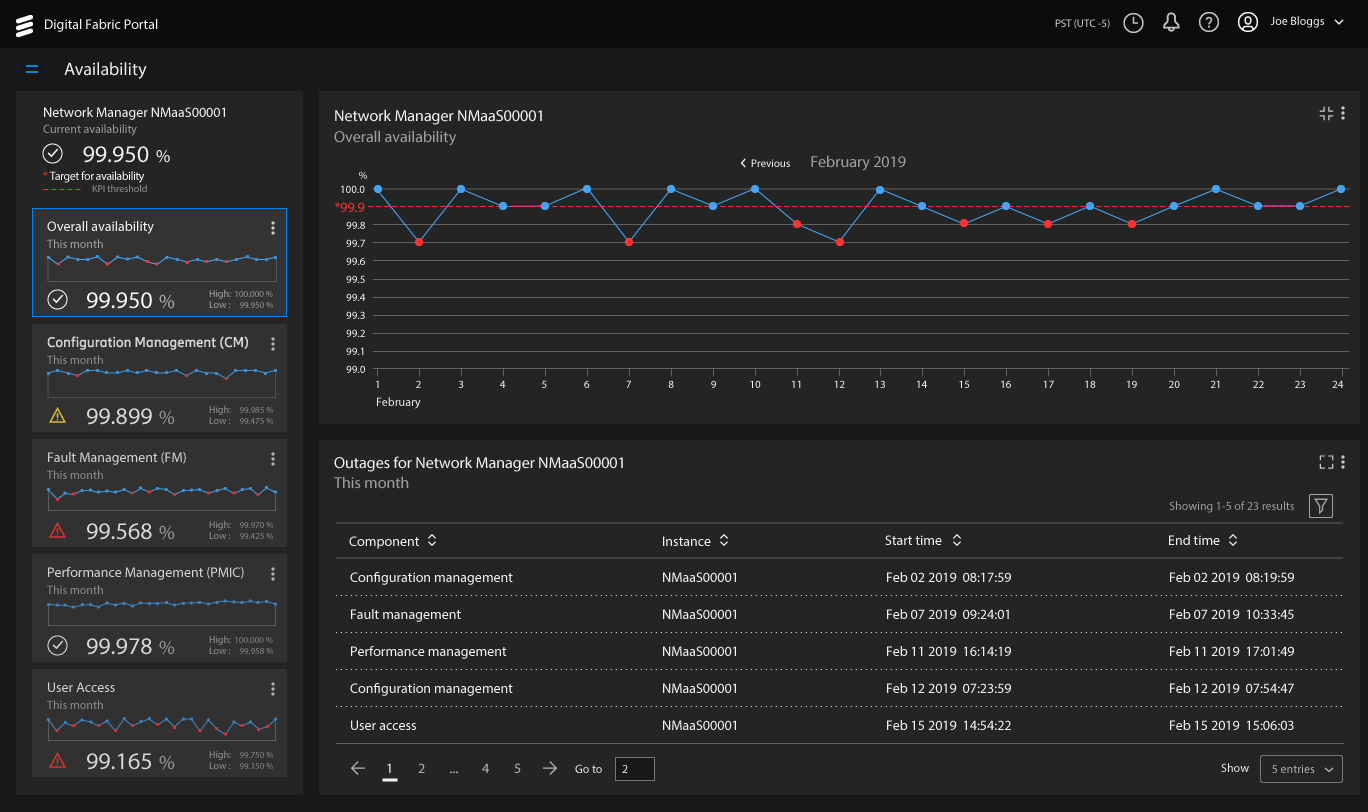 Digital Fabric Portal
PST (UTC -5)
Joe Bloggs
Availability
Network Manager NMaaS00001
Current availability
99.950 %
* Target for availability
KPI threshold
Overall availability
This month
99.950 %
High: 100.000 %
Low : 99.950 %
Configuration Management (CM)
This month
99.899 %
High: 99.985 %
Low : 99.475 %
Fault Management (FM)
This month
99.568 %
High: 99.970 %
Low : 99.425 %
Performance Management (PMIC)
This month
99.978 %
High: 100.000 %
Low : 99.958 %
User Access
This month
99.165 %
High: 99.750 %
Low : 99.150 %
Network Manager NMaaS00001
Overall availability
Previous February 2019
%
100.0
*99.9
99.8
99.7
99.6
99.5
99.4
99.3
99.2
99.1
99.0
1 2 3 4 5 6 7 8 9 10 11 12 13 14 15 16 17 18 19 20 21 22 23 24
February
Outages for Network Manager NMaaS00001
This month
Showing 1-5 of 23 results
Component Instance Start time End time
Configuration management NMaaS00001 Feb 02 2019 08:17:59 Feb 02 2019 08:19:59
Fault management NMaaS00001 Feb 07 2019 09:24:01 Feb 07 2019 10:33:45
Performance management NMaaS00001 Feb 11 2019 16:14:19 Feb 11 2019 17:01:49
Configuration management NMaaS00001 Feb 12 2019 07:23:59 Feb 12 2019 07:54:47
User access NMaaS00001 Feb 15 2019 14:54:22 Feb 15 2019 15:06:03
1 2 ... 4 5 Go to 2
Show 5 entries